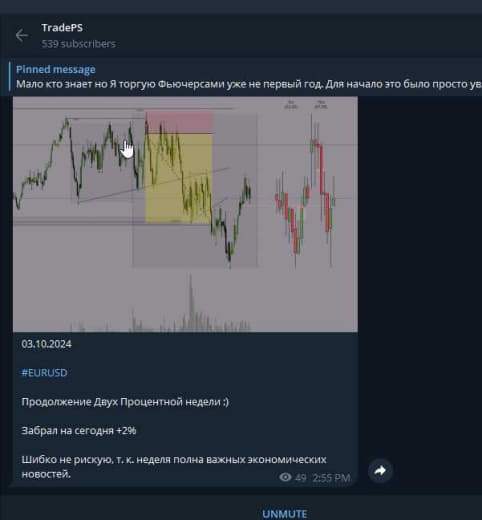 TradePS
539 subscribers
Pinned message
Мало кто знает но Я торгую Фьючерсами уже не первый год. Для начало это было просто ув
03.10.2024
#EURUSD
Продолжение Двух Процентной недели :)
Забрал на сегодня +2%
Шибко не рискую, т. к. неделя полна важных экономических
новостей.
49 2:55 PM
UNMUTE